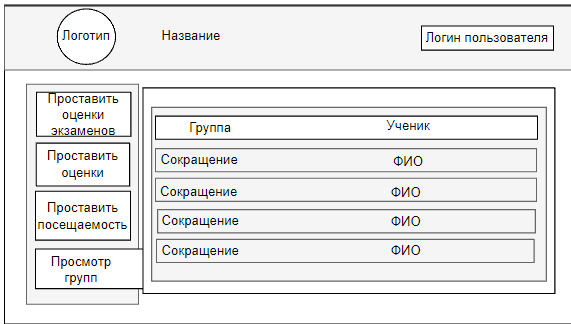 Логотип
Название
Логин пользователя
Проставить
оценки
экзаменов
Проставить
оценки
Проставить
посещаемость
Просмотр
групп
Группа Ученик
Сокращение ФИО
Сокращение ФИО
Сокращение ФИО
Сокращение ФИО